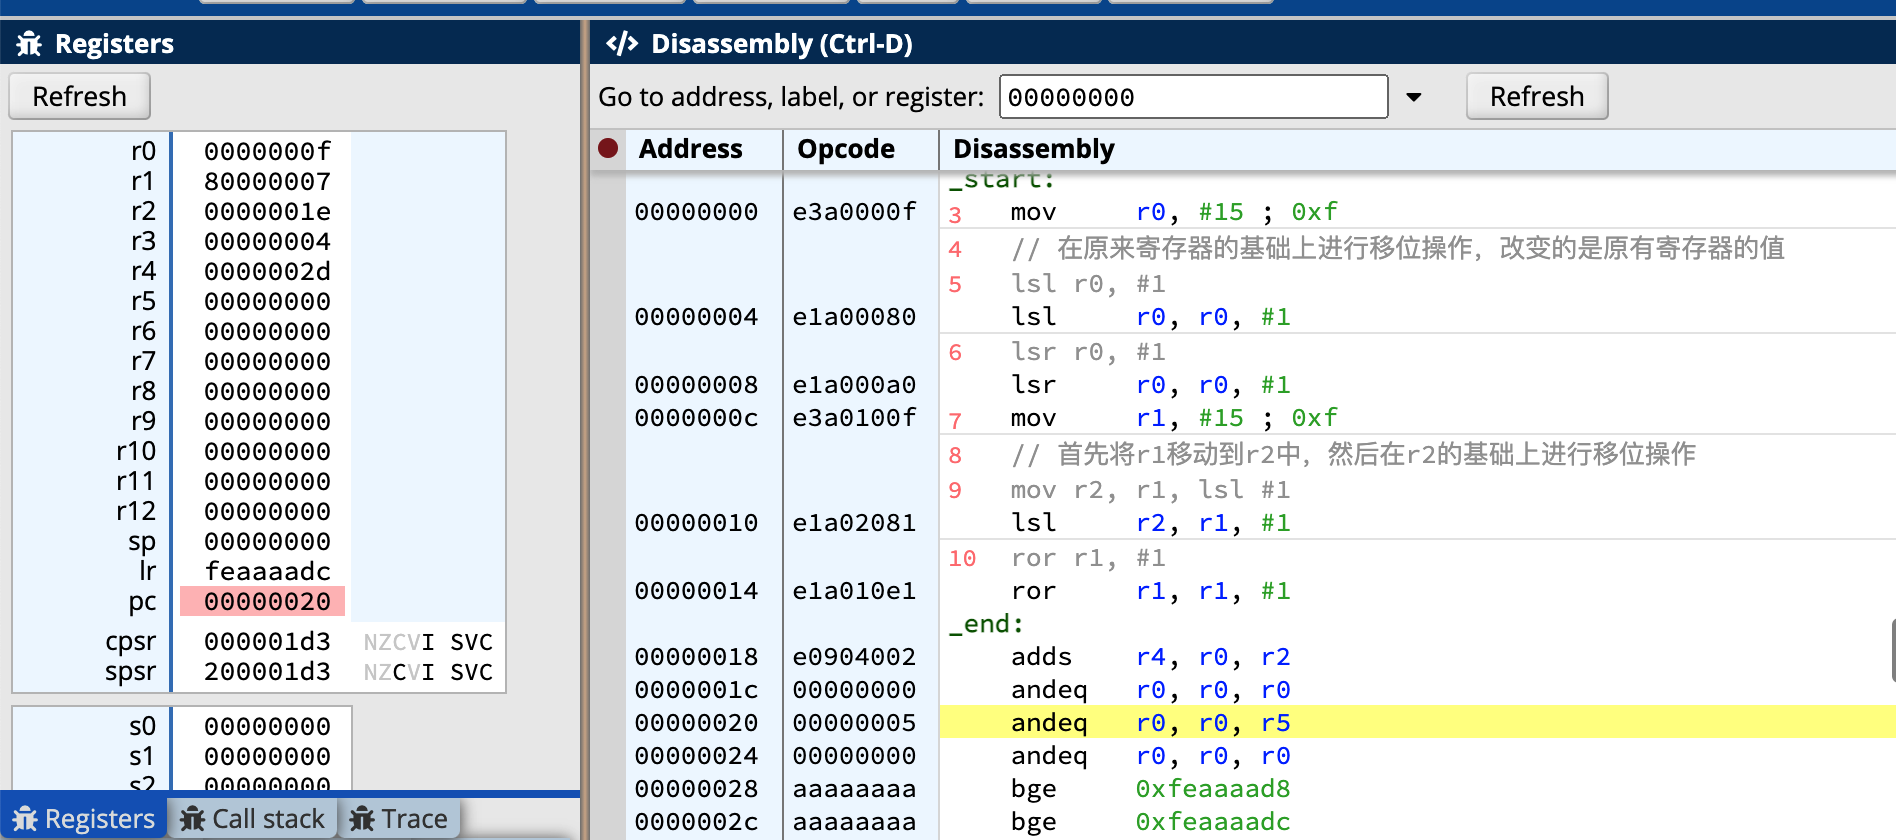 Registers
Refresh
r0 0000000f
r1 80000007
r2 0000001e
r3 00000004
r4 0000002d
r5 00000000
r6 00000000
r7 00000000
r8 00000000
r9 00000000
r10 00000000
r11 00000000
r12 00000000
sp 00000000
lr feaaaadc
pc 00000020
cpsr 000001d3 NZCVI SVC
spsr 200001d3 NZCVI SVC
s0 00000000
s1 00000000
s2 00000000
Registers Call stack Trace
</> Disassembly (Ctrl-D)
Go to address, label, or register: 00000000 Refresh
Address Opcode Disassembly
_start:
00000000 e3a0000f 3 mov r0, #15 ; 0xf
4 // 在原来寄存器的基础上进行移位操作，改变的是原有寄存器的值
5 lsl r0, #1
00000004 e1a00080 lsl r0, r0, #1
6 lsr r0, #1
00000008 e1a000a0 lsr r0, r0, #1
0000000c e3a0100f 7 mov r1, #15 ; 0xf
8 // 首先将r1移动到r2中，然后在r2的基础上进行移位操作
9 mov r2, r1, lsl #1
00000010 e1a02081 lsl r2, r1, #1
10 ror r1, #1
00000014 e1a010e1 ror r1, r1, #1
_end:
00000018 e0904002 adds r4, r0, r2
0000001c 00000000 andeq r0, r0, r0
00000020 00000005 andeq r0, r0, r5
00000024 00000000 andeq r0, r0, r0
00000028 aaaaaaaa bge 0xfeaaaad8
0000002c aaaaaaaa bge 0xfeaaaadc